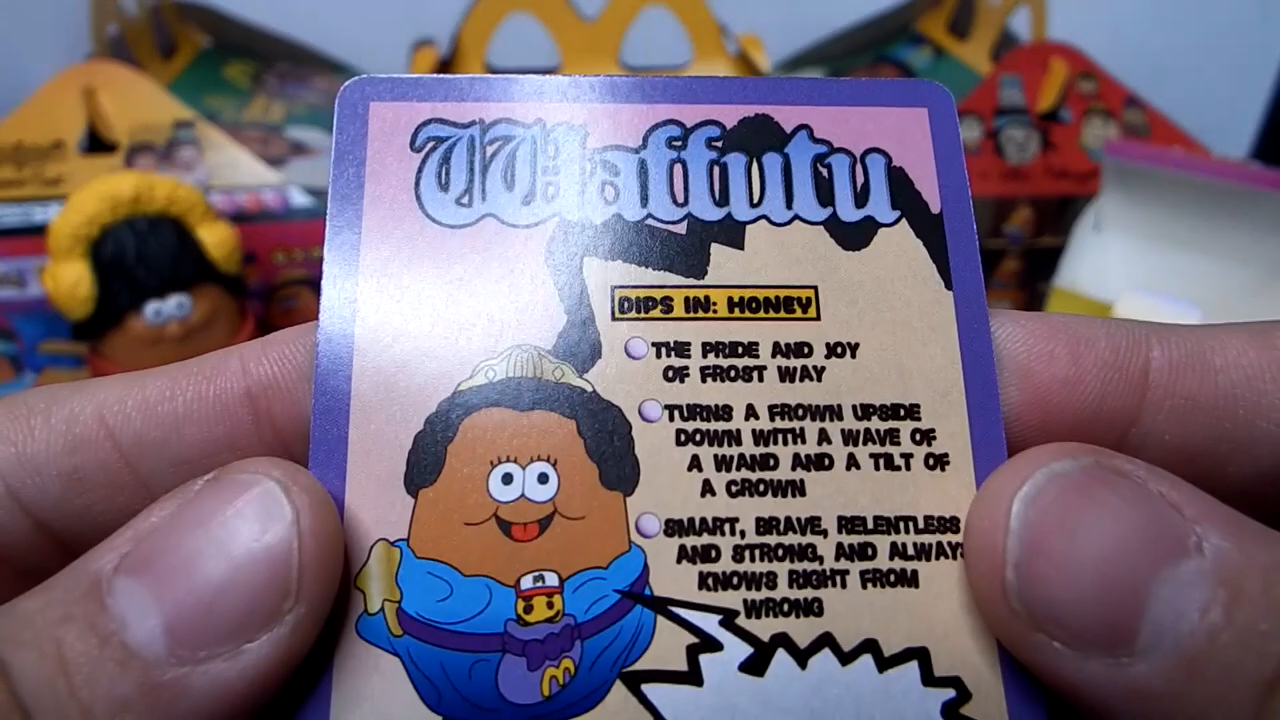 Waffutu
DIPS IN: HONEY
THE PRIDE AND JOY
OF FROST WAY
TURNS A FROWN UPSIDE
DOWN WITH A WAVE OF
A WAND AND A TILT OF
A CROWN
SMART, BRAVE, RELENTLESS
AND STRONG, AND ALWAYS
KNOWS RIGHT FROM
WRONG
M
M